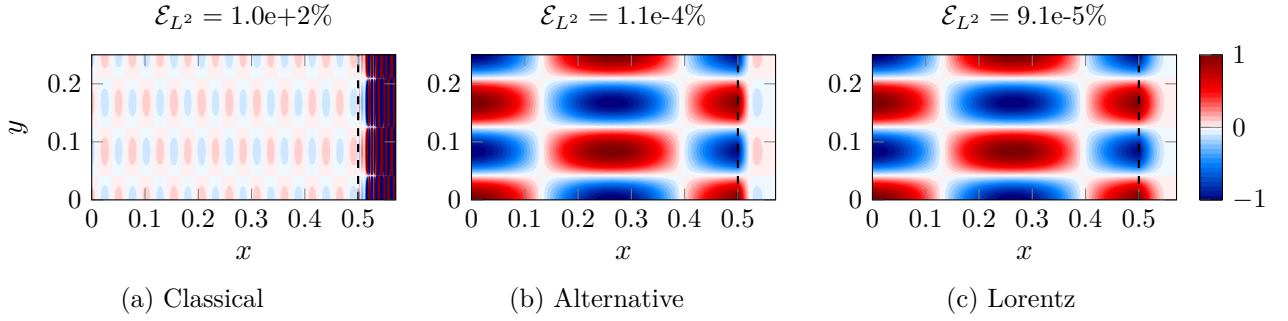 𝓔_{L²} = 1.0e+2%
𝓔_{L²} = 1.1e-4%
𝓔_{L²} = 9.1e-5%
0.2
0.1
0
y
0 0.1 0.2 0.3 0.4 0.5
x
0.2
0.1
0
0 0.1 0.2 0.3 0.4 0.5
x
0.2
0.1
0
0 0.1 0.2 0.3 0.4 0.5
x
1
0
−1
(a) Classical
(b) Alternative
(c) Lorentz